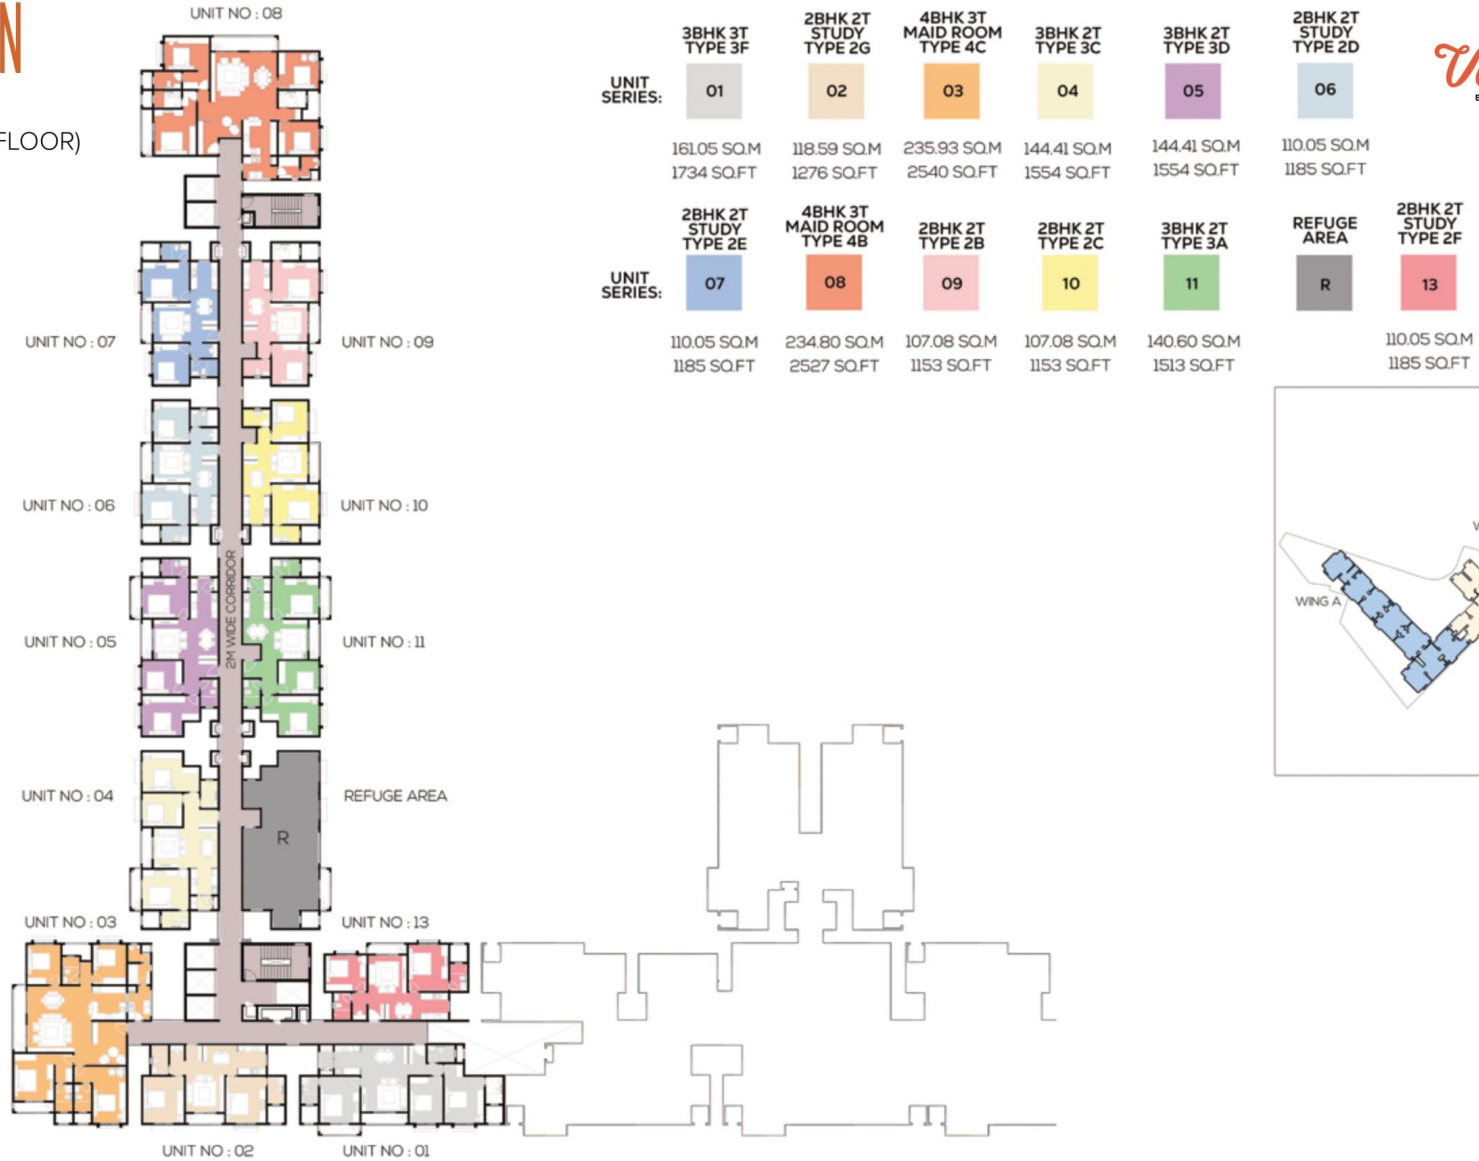 N
FLOOR)
UNIT NO : 08
UNIT NO : 07
UNIT NO : 09
UNIT NO : 06
UNIT NO : 10
2M WIDE CORRIDOR
UNIT NO : 05
UNIT NO : 11
UNIT NO : 04
REFUGE AREA
R
UNIT NO : 03
UNIT NO : 13
UNIT NO : 02
UNIT NO : 01
3BHK 3T
TYPE 3F
2BHK 2T
STUDY
TYPE 2G
4BHK 3T
MAID ROOM
TYPE 4C
3BHK 2T
TYPE 3C
3BHK 2T
TYPE 3D
2BHK 2T
STUDY
TYPE 2D
UNIT
SERIES:
01
02
03
04
05
06
161.05 SQ.M
1734 SQ.FT
118.59 SQ.M
1276 SQ.FT
235.93 SQ.M
2540 SQ.FT
144.41 SQ.M
1554 SQ.FT
144.41 SQ.M
1554 SQ.FT
110.05 SQ.M
1185 SQ.FT
2BHK 2T
STUDY
TYPE 2E
4BHK 3T
MAID ROOM
TYPE 4B
2BHK 2T
TYPE 2B
2BHK 2T
TYPE 2C
3BHK 2T
TYPE 3A
REFUGE
AREA
2BHK 2T
STUDY
TYPE 2F
UNIT
SERIES:
07
08
09
10
11
R
13
110.05 SQ.M
1185 SQ.FT
234.80 SQ.M
2527 SQ.FT
107.08 SQ.M
1153 SQ.FT
107.08 SQ.M
1153 SQ.FT
140.60 SQ.M
1513 SQ.FT
110.05 SQ.M
1185 SQ.FT
WING A